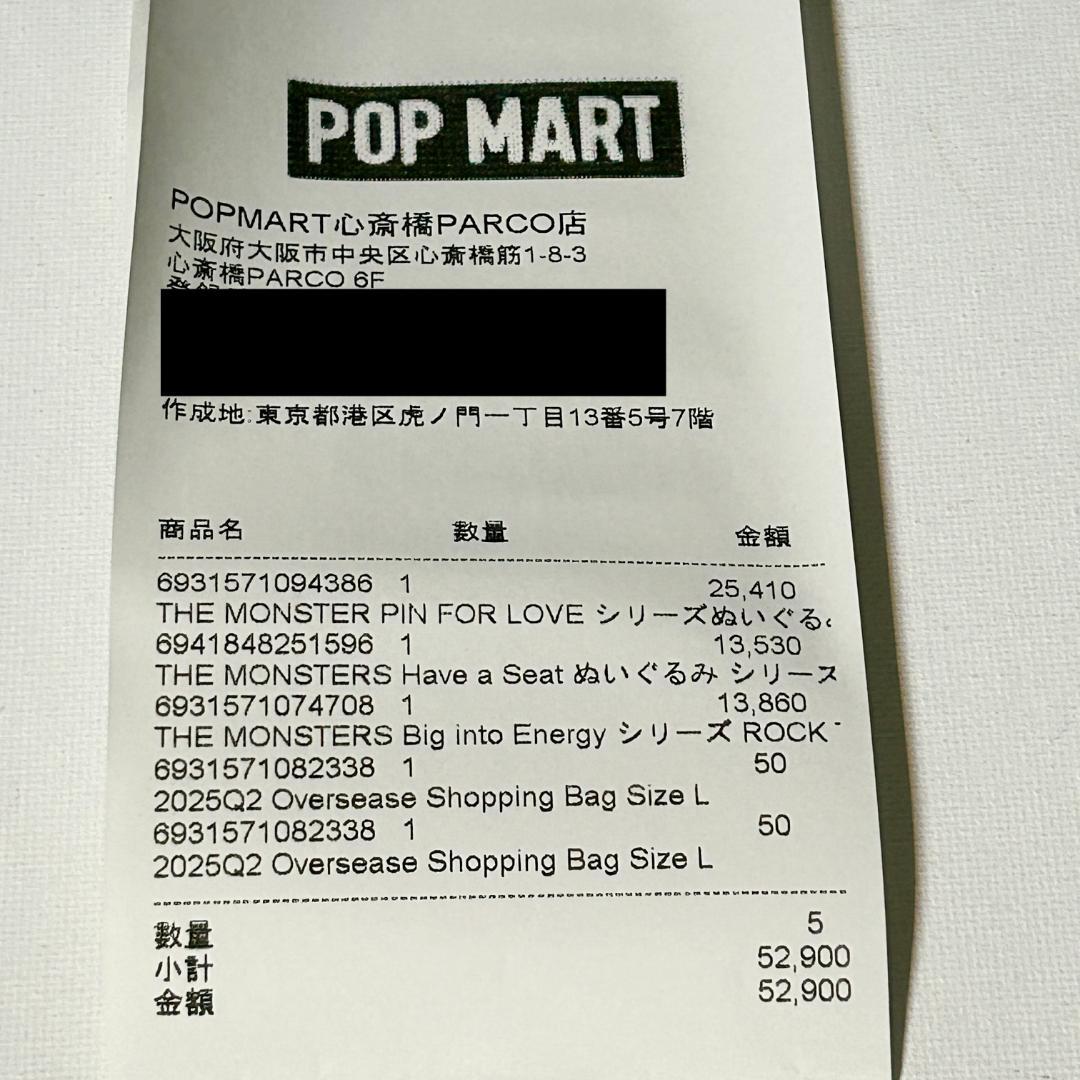 POP MART
POPMART心斎橋PARCO店
大阪府大阪市中央区心斎橋筋1-8-3
心斎橋PARCO 6F
作成地:東京都港区虎ノ門一丁目13番5号7階
商品名 数量 金額
6931571094386 1 25,410
THE MONSTER PIN FOR LOVE シリーズぬいぐる
6941848251596 1 13,530
THE MONSTERS Have a Seat ぬいぐるみ シリース
6931571074708 1 13,860
THE MONSTERS Big into Energy シリーズ ROCK
6931571082338 1 50
2025Q2 Oversease Shopping Bag Size L
6931571082338 1 50
2025Q2 Oversease Shopping Bag Size L
数量 5
小計 52,900
金額 52,900